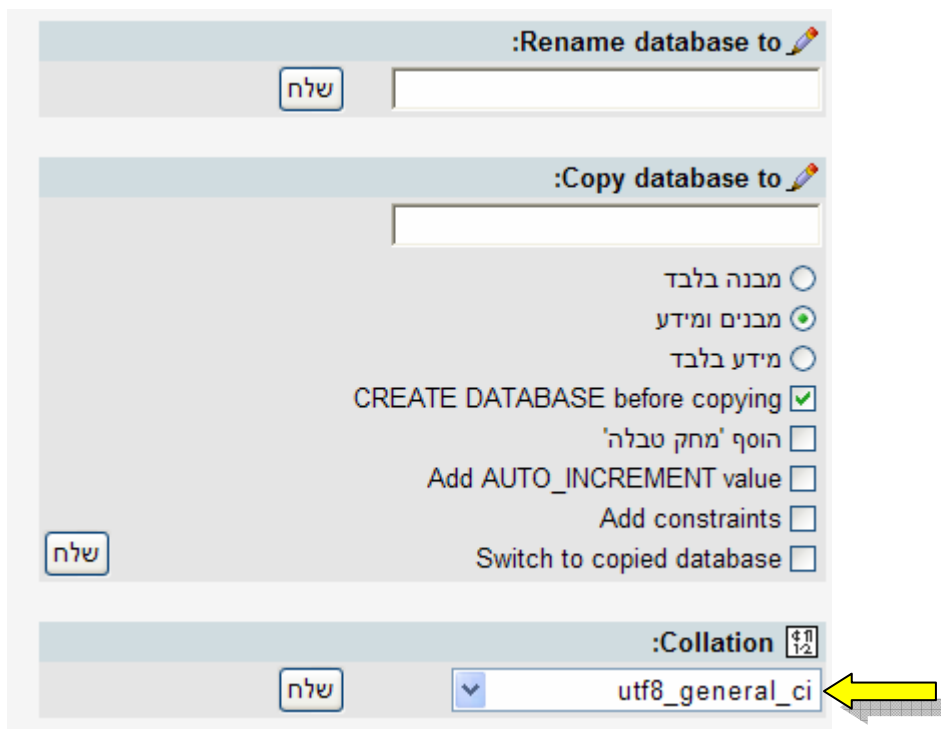 Rename database to:
שלח
Copy database to:
מבנה בלבד
מבנים ומידע
מידע בלבד
CREATE DATABASE before copying
הוסף 'מחק טבלה'
Add AUTO_INCREMENT value
Add constraints
Switch to copied database
שלח
Collation:
utf8_general_ci שלח